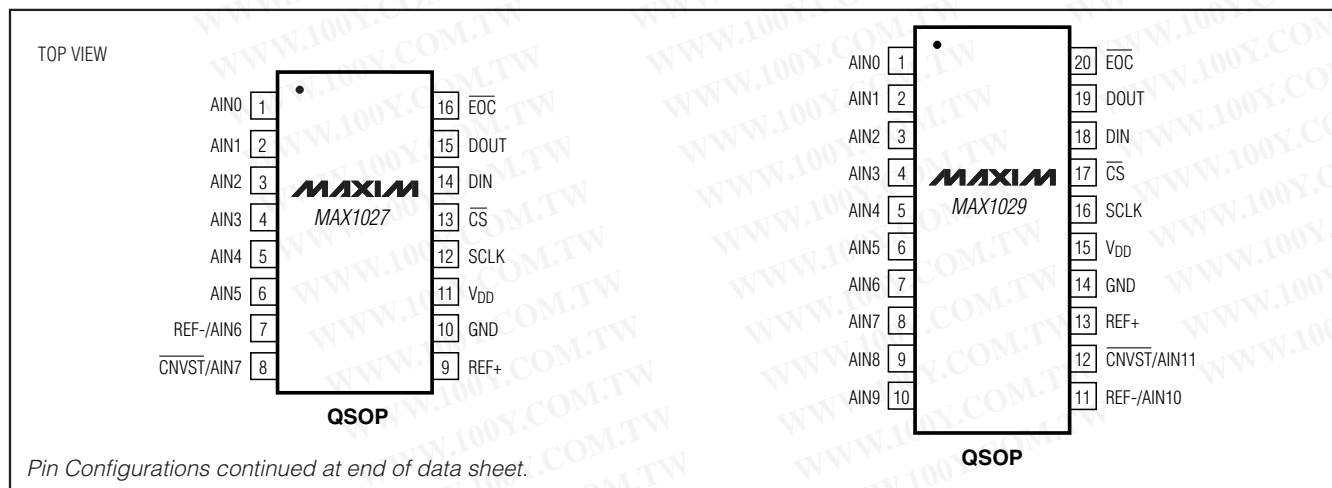 TOP VIEW
AIN0 1
AIN1 2
AIN2 3
AIN3 4
AIN4 5
AIN5 6
REF-/AIN6 7
CNVST/AIN7 8
MAXIM
MAX1027
16 EOC
15 DOUT
14 DIN
13 CS
12 SCLK
11 VDD
10 GND
9 REF+
QSOP
AIN0 1
AIN1 2
AIN2 3
AIN3 4
AIN4 5
AIN5 6
AIN6 7
AIN7 8
AIN8 9
AIN9 10
MAXIM
MAX1029
20 EOC
19 DOUT
18 DIN
17 CS
16 SCLK
15 VDD
14 GND
13 REF+
12 CNVST/AIN11
11 REF-/AIN10
QSOP
Pin Configurations continued at end of data sheet.
WWW.100Y.COM.TW